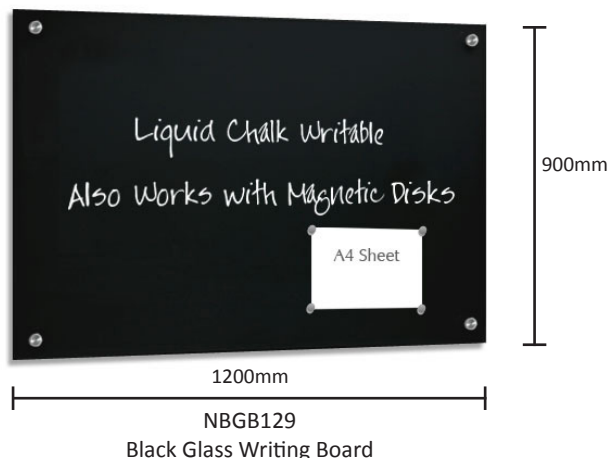 Liquid Chalk Writable
Also Works with Magnetic Disks
A4 Sheet
900mm
1200mm
NBGB129
Black Glass Writing Board